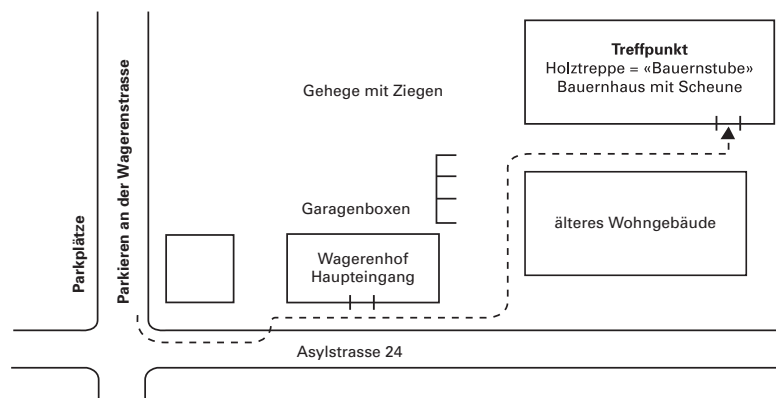 Treffpunkt
Holztreppe = «Bauernstube»
Bauernhaus mit Scheune
Gehege mit Ziegen
Parkplätze
Parkieren an der Wagerenstrasse
Garagenboxen
älteres Wohngebäude
Wagerenhof
Haupteingang
Asylstrasse 24